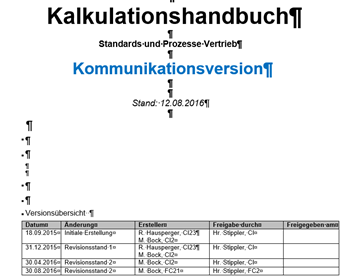 Kalkulationshandbuch¶
¶
Standards·und·Prozesse·Vertrieb¶
¶
Kommunikationsversion¶
¶
¶
Stand:·12.08.2016¶
¶
¶
¶
¶
¶
¶
¶
¶
Versionsübersicht·¶
Datum¤ Änderung¤ Ersteller¤ Freigabe·durch¤ Freigegeben·am¤
18.09.2015¤ Initiale·Erstellung¤ R. Hausperger, CI23¶ Hr. Stippler, CI¤
M. Bock, CI2¤
31.12.2015¤ Revisionsstand·1¤ R. Hausperger, CI23¶ Hr. Stippler, CI¤
M. Bock, CI2¤
30.04.2016¤ Revisionsstand·2¤ M. Bock, CI2¤ Hr. Stippler, CI¤
30.08.2016¤ Revisionsstand·2¤ M. Bock, FC21¤ Hr. Stippler, FC2¤